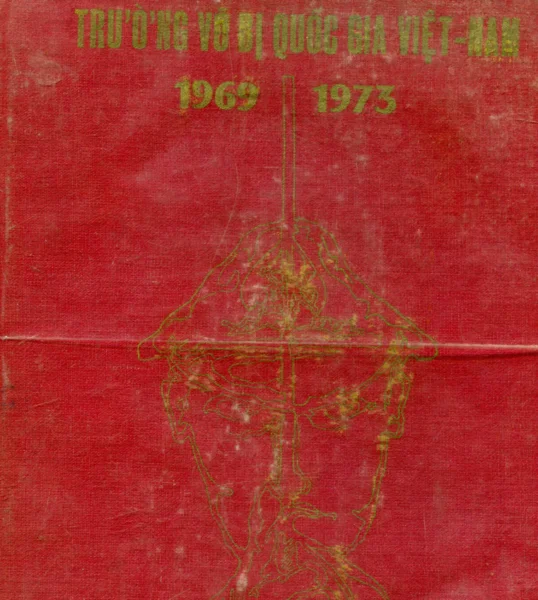 TRƯỜNG VÕ BỊ QUỐC GIA VIỆT-NAM
1969 1973